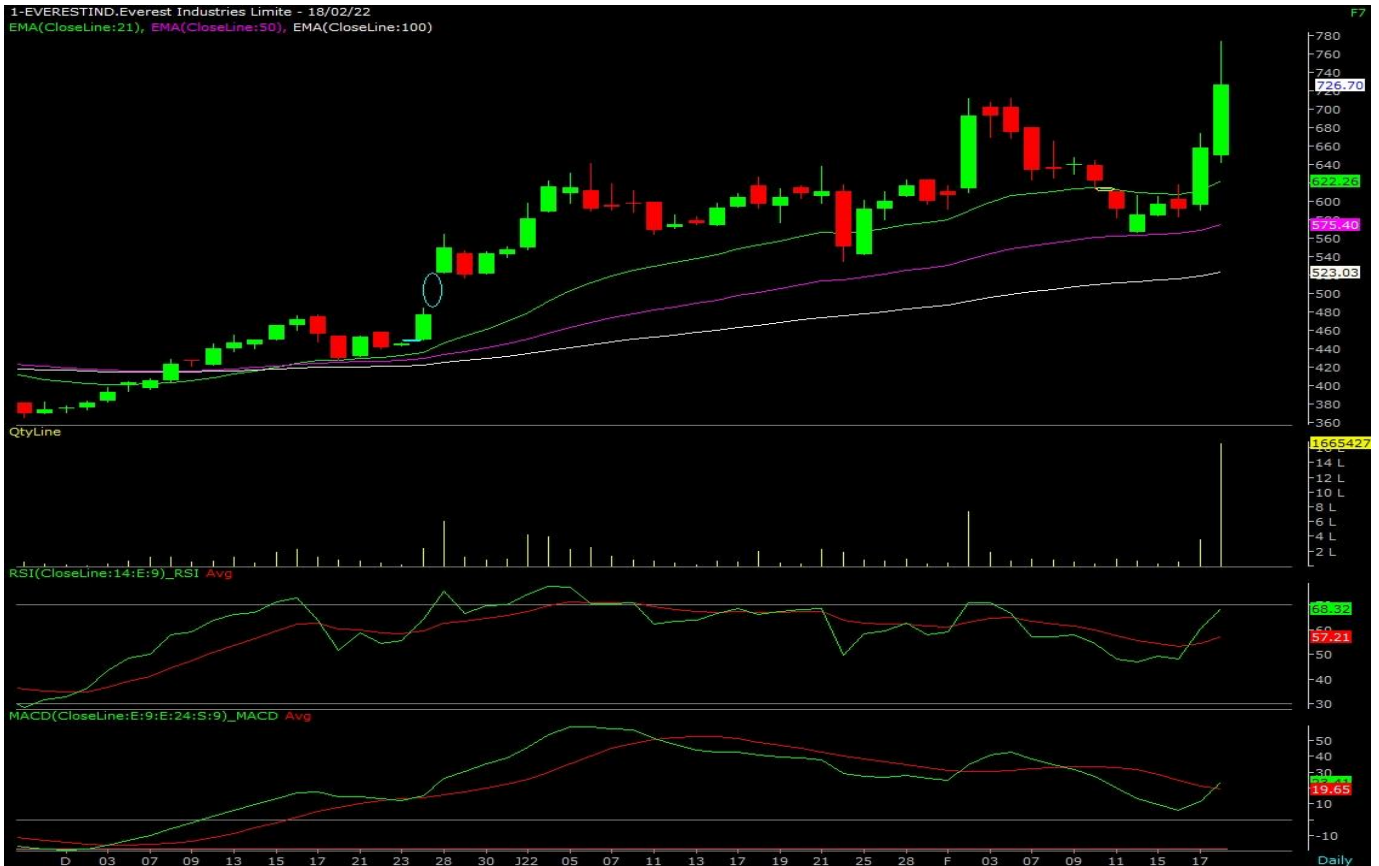 1-EVERESTIND.Everest Industries Limite - 18/02/22 F7
EMA(CloseLine:21), EMA(CloseLine:50), EMA(CloseLine:100)
780
760
740
726.70
700
680
660
640
622.26
600
575.40
560
540
523.03
500
480
460
440
420
400
380
360
QtyLine
1665427
14 L
12 L
10 L
8 L
6 L
4 L
2 L
RSI(CloseLine:14:E:9)_RSI Avg
68.32
57.21
50
40
30
MACD(CloseLine:E:9:E:24:S:9)_MACD Avg
50
40
30
19.65
10
-10
D 03 07 09 13 15 17 21 23 28 30 J22 05 07 11 13 17 19 21 25 28 F 03 07 09 11 15 17 Daily